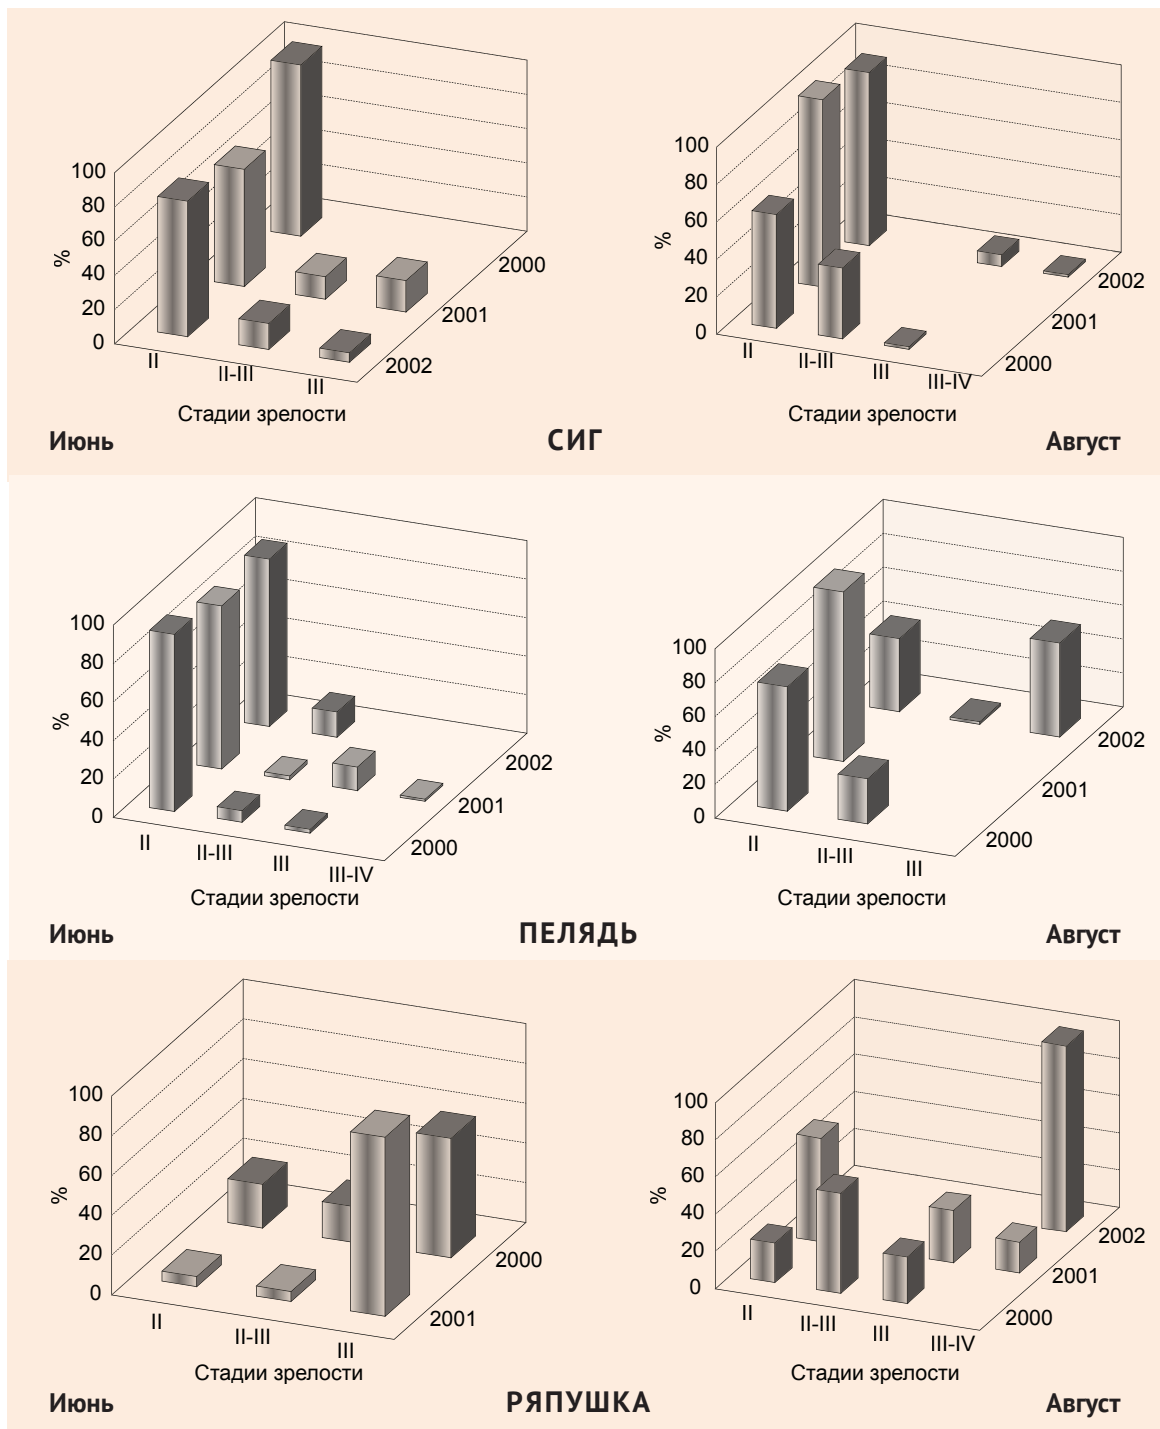 100
80
60
40
20
0
%
II
II-III
III
2002
2001
2000
Стадии зрелости
Июнь
100
80
60
40
20
0
%
II
II-III
III
III-IV
2000
2001
2002
Стадии зрелости
Август
СИГ
100
80
60
40
20
0
%
II
II-III
III
III-IV
2000
2001
2002
Стадии зрелости
Июнь
100
80
60
40
20
0
%
II
II-III
III
2000
2001
2002
Стадии зрелости
Август
ПЕЛЯДЬ
100
80
60
40
20
0
%
II
II-III
III
2001
2000
Стадии зрелости
Июнь
100
80
60
40
20
0
%
II
II-III
III
III-IV
2000
2001
2002
Стадии зрелости
Август
РЯПУШКА